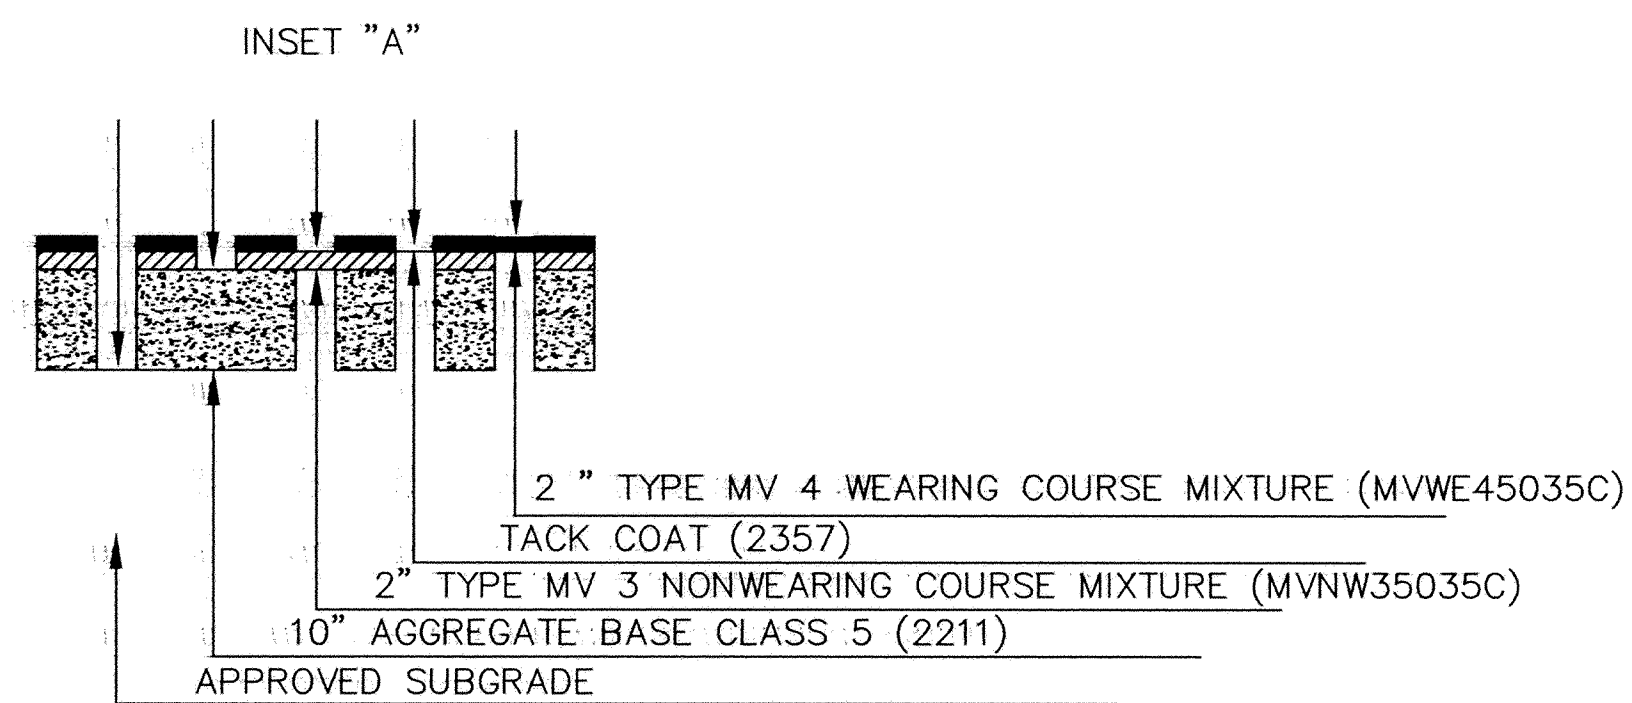 INSET "A"
2 " TYPE MV 4 WEARING COURSE MIXTURE (MVWE45035C)
TACK COAT (2357)
2" TYPE MV 3 NONWEARING COURSE MIXTURE (MVNW35035C)
10" AGGREGATE BASE CLASS 5 (2211)
APPROVED SUBGRADE